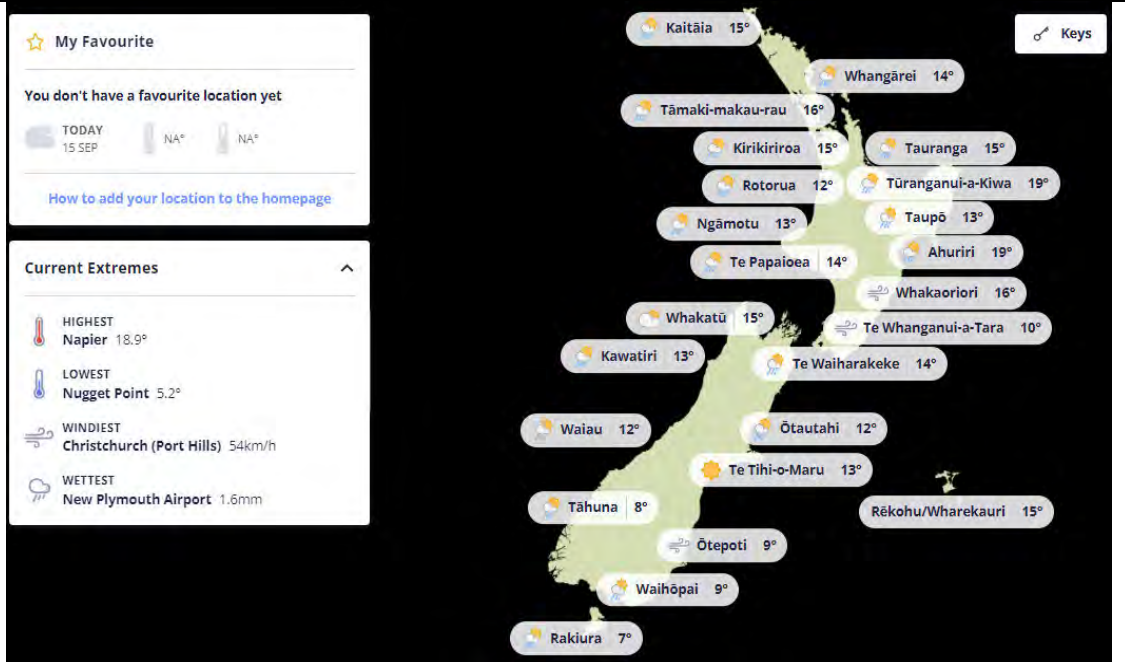 My Favourite
You don't have a favourite location yet
TODAY
15 SEP
NA°
NA°
How to add your location to the homepage
Current Extremes
HIGHEST
Napier 18.9°
LOWEST
Nugget Point 5.2°
WINDIEST
Christchurch (Port Hills) 54km/h
WETTEST
New Plymouth Airport 1.6mm
Keys
Kaitāia 15°
Whangārei 14°
Tāmaki-makau-rau 16°
Kirikiriroa 15°
Tauranga 15°
Rotorua 12°
Tūranganui-a-Kiwa 19°
Ngāmotu 13°
Taupō 13°
Te Papaioea 14°
Ahuriri 19°
Whakaoriori 16°
Whakatū 15°
Te Whanganui-a-Tara 10°
Kawatiri 13°
Te Waiharakeke 14°
Waiau 12°
Ōtautahi 12°
Te Tihi-o-Maru 13°
Tāhuna 8°
Rēkohu/Wharekauri 15°
Ōtepoti 9°
Waihōpai 9°
Rakiura 7°